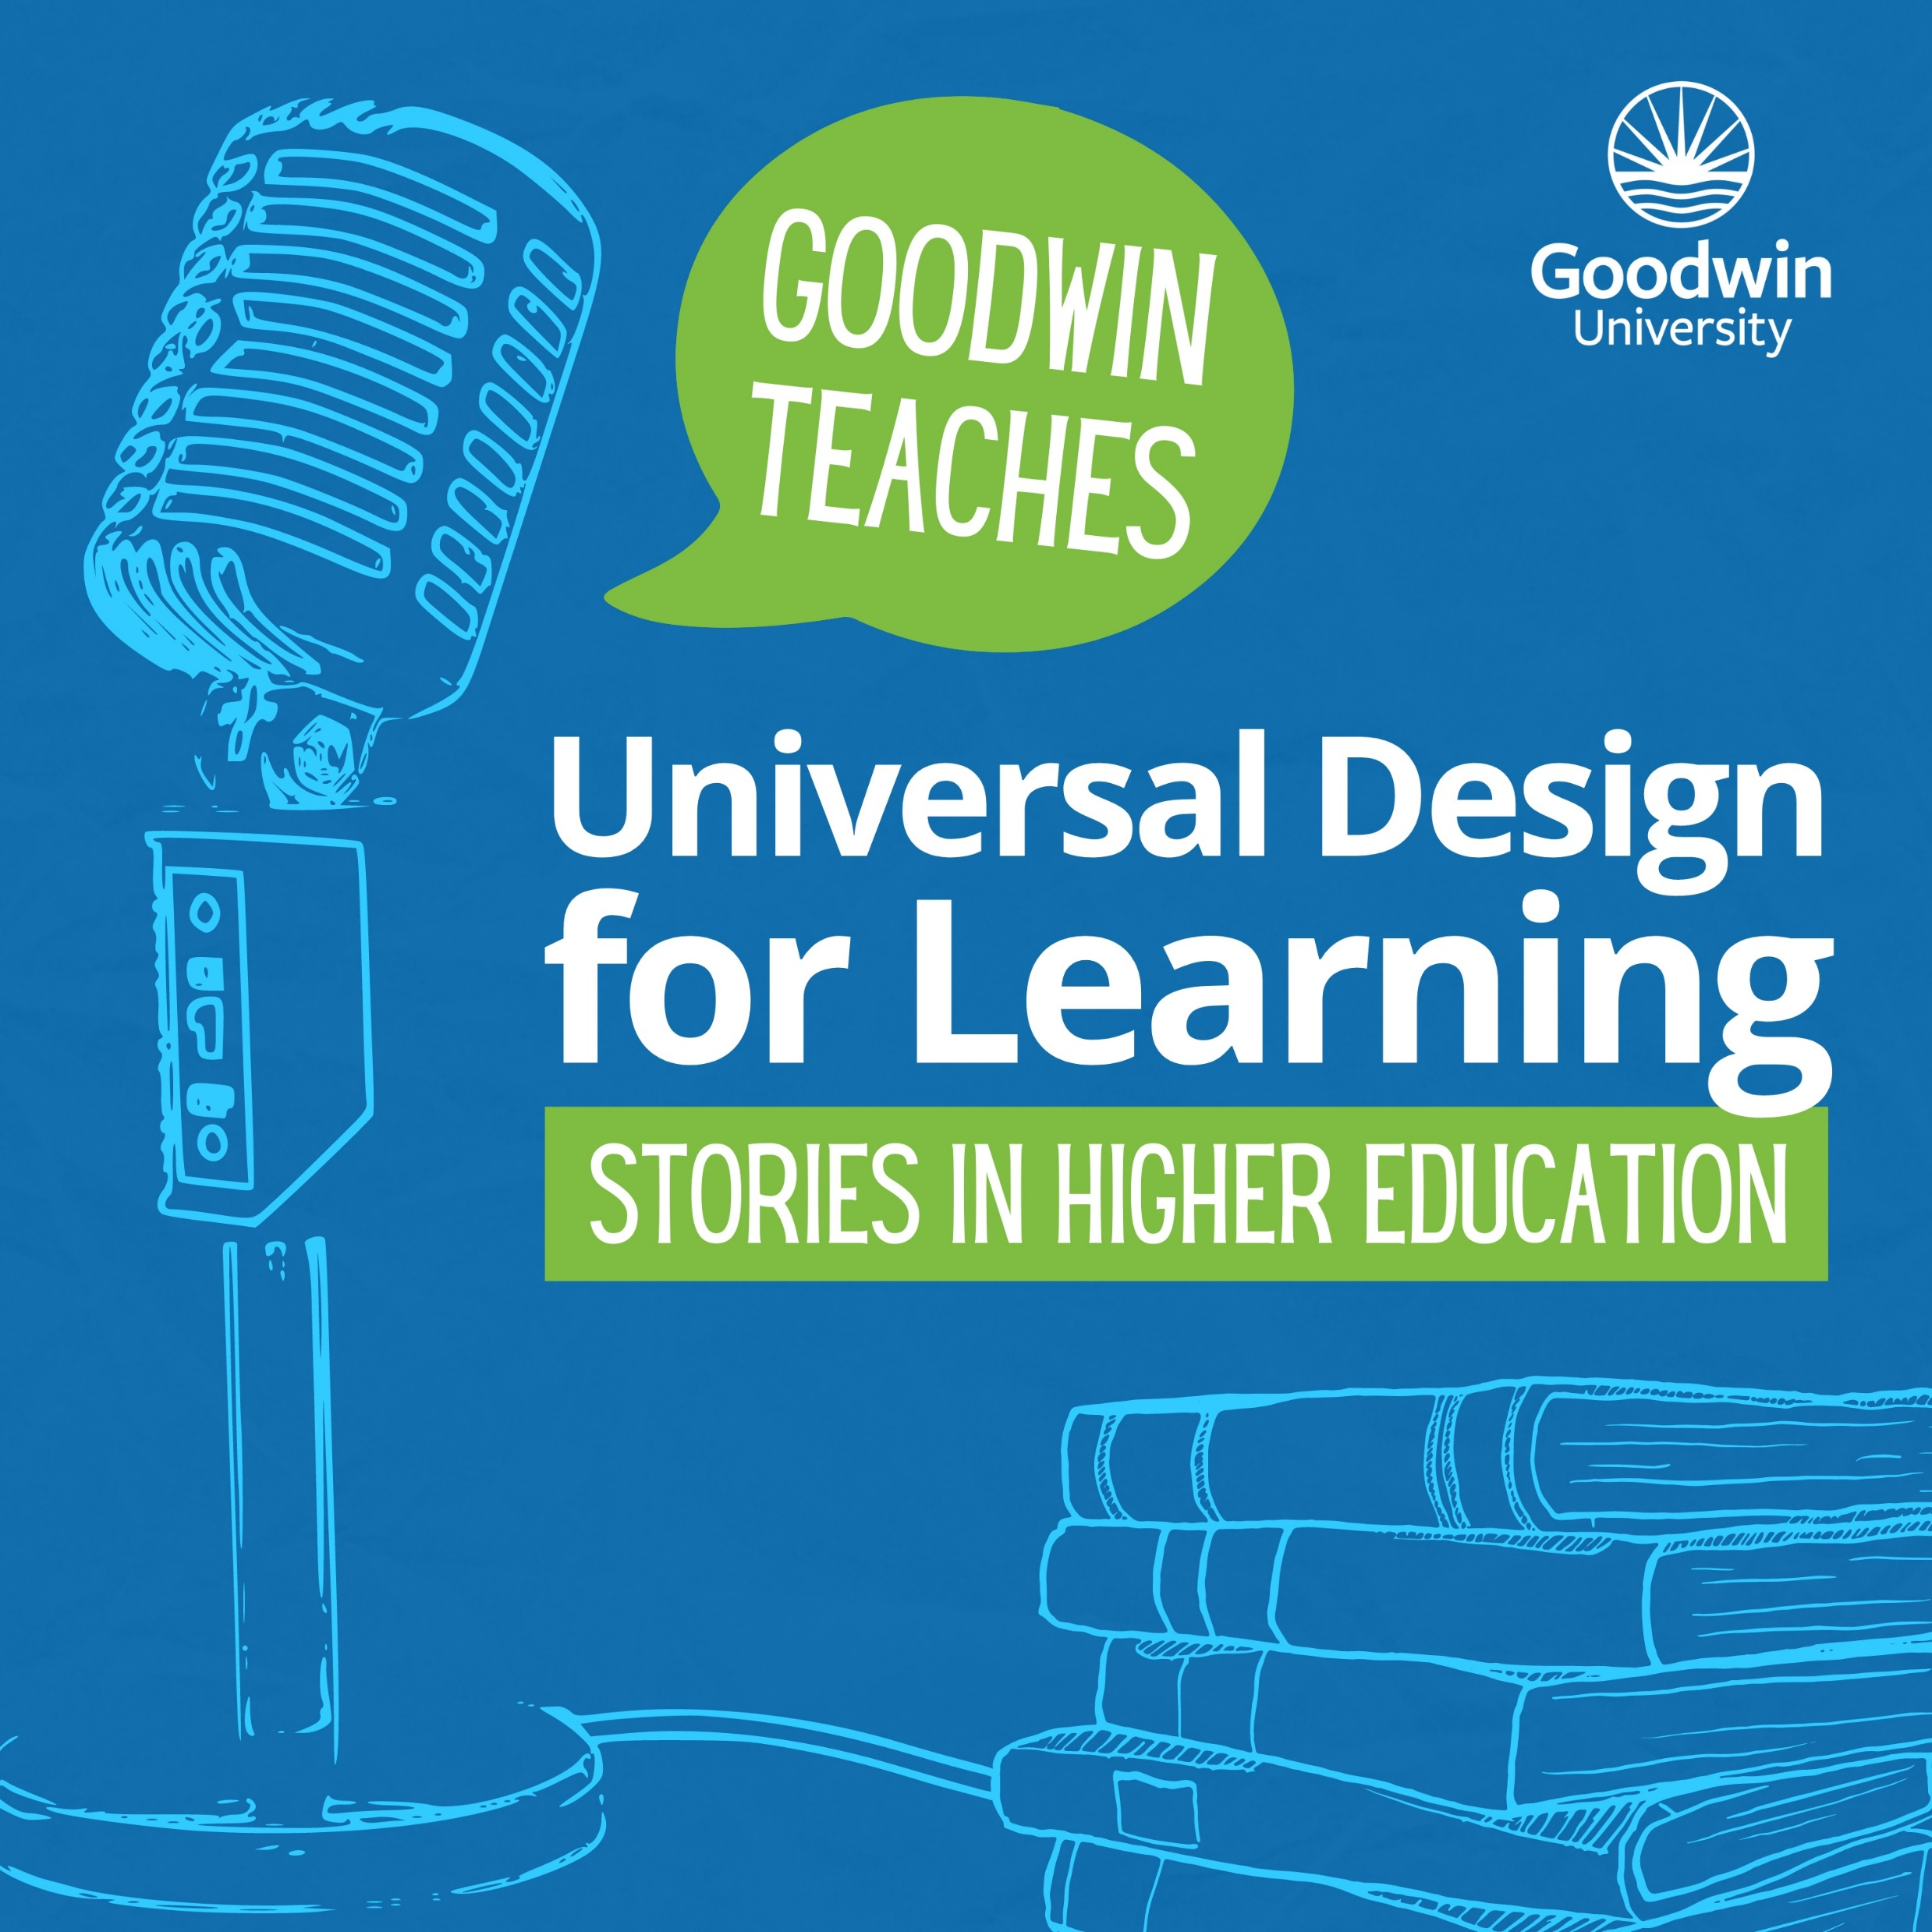 GOODWIN
TEACHES
Goodwin
University
Universal Design
for Learning
STORIES IN HIGHER EDUCATION